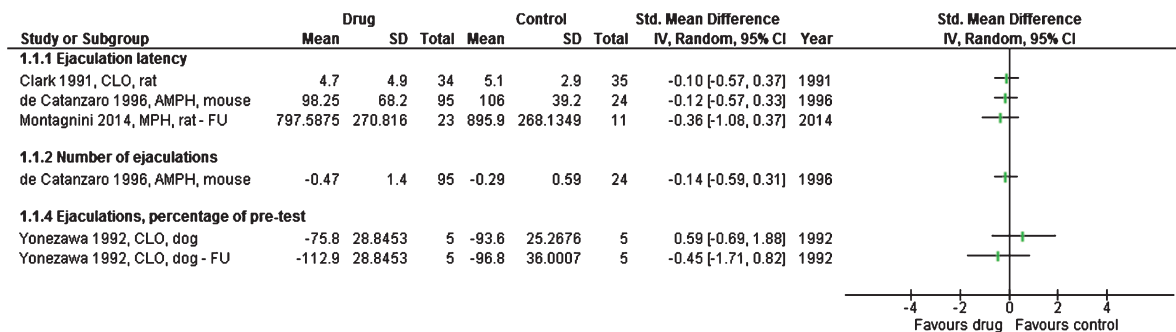 Drug Control Std. Mean Difference Std. Mean Difference
Study or Subgroup Mean SD Total Mean SD Total IV, Random, 95% CI Year IV, Random, 95% CI
1.1.1 Ejaculation latency
Clark 1991, CLO, rat 4.7 4.9 34 5.1 2.9 35 -0.10 [-0.57, 0.37] 1991
de Catanzaro 1996, AMPH, mouse 98.25 68.2 95 106 39.2 24 -0.12 [-0.57, 0.33] 1996
Montagnini 2014, MPH, rat - FU 797.5875 270.816 23 895.9 268.1349 11 -0.36 [-1.08, 0.37] 2014
1.1.2 Number of ejaculations
de Catanzaro 1996, AMPH, mouse -0.47 1.4 95 -0.29 0.59 24 -0.14 [-0.59, 0.31] 1996
1.1.4 Ejaculations, percentage of pre-test
Yonezawa 1992, CLO, dog -75.8 28.8453 5 -93.6 25.2676 5 0.59 [-0.69, 1.88] 1992
Yonezawa 1992, CLO, dog - FU -112.9 28.8453 5 -96.8 36.0007 5 -0.45 [-1.71, 0.82] 1992
-4 -2 0 2 4
Favours drug Favours control